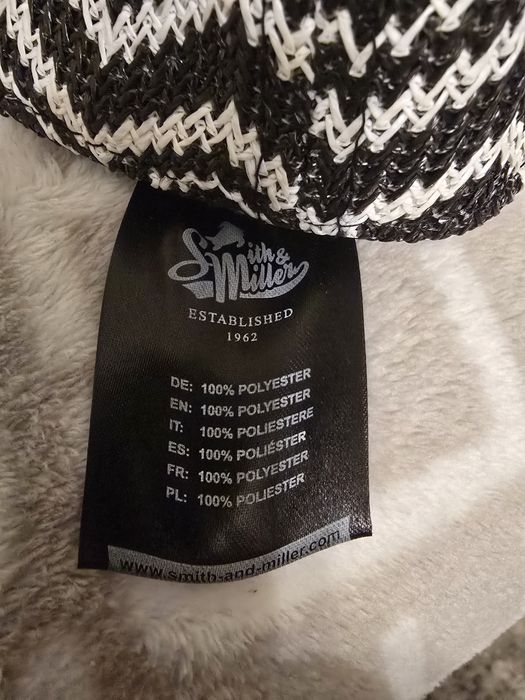 Smith &
Miller
ESTABLISHED
1962
DE: 100% POLYESTER
EN: 100% POLYESTER
IT: 100% POLIESTERE
ES: 100% POLIÉSTER
FR: 100% POLYESTER
PL: 100% POLIESTER
www.smith-and-miller.com